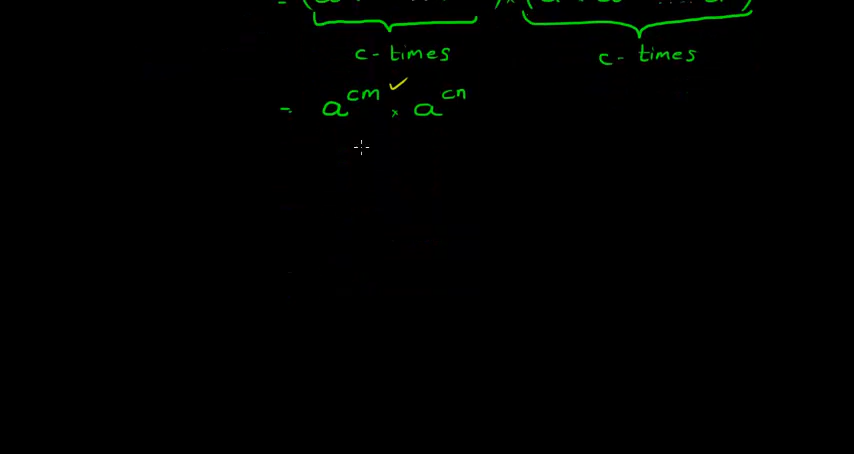 c - times c - times
= a^cm × a^cn